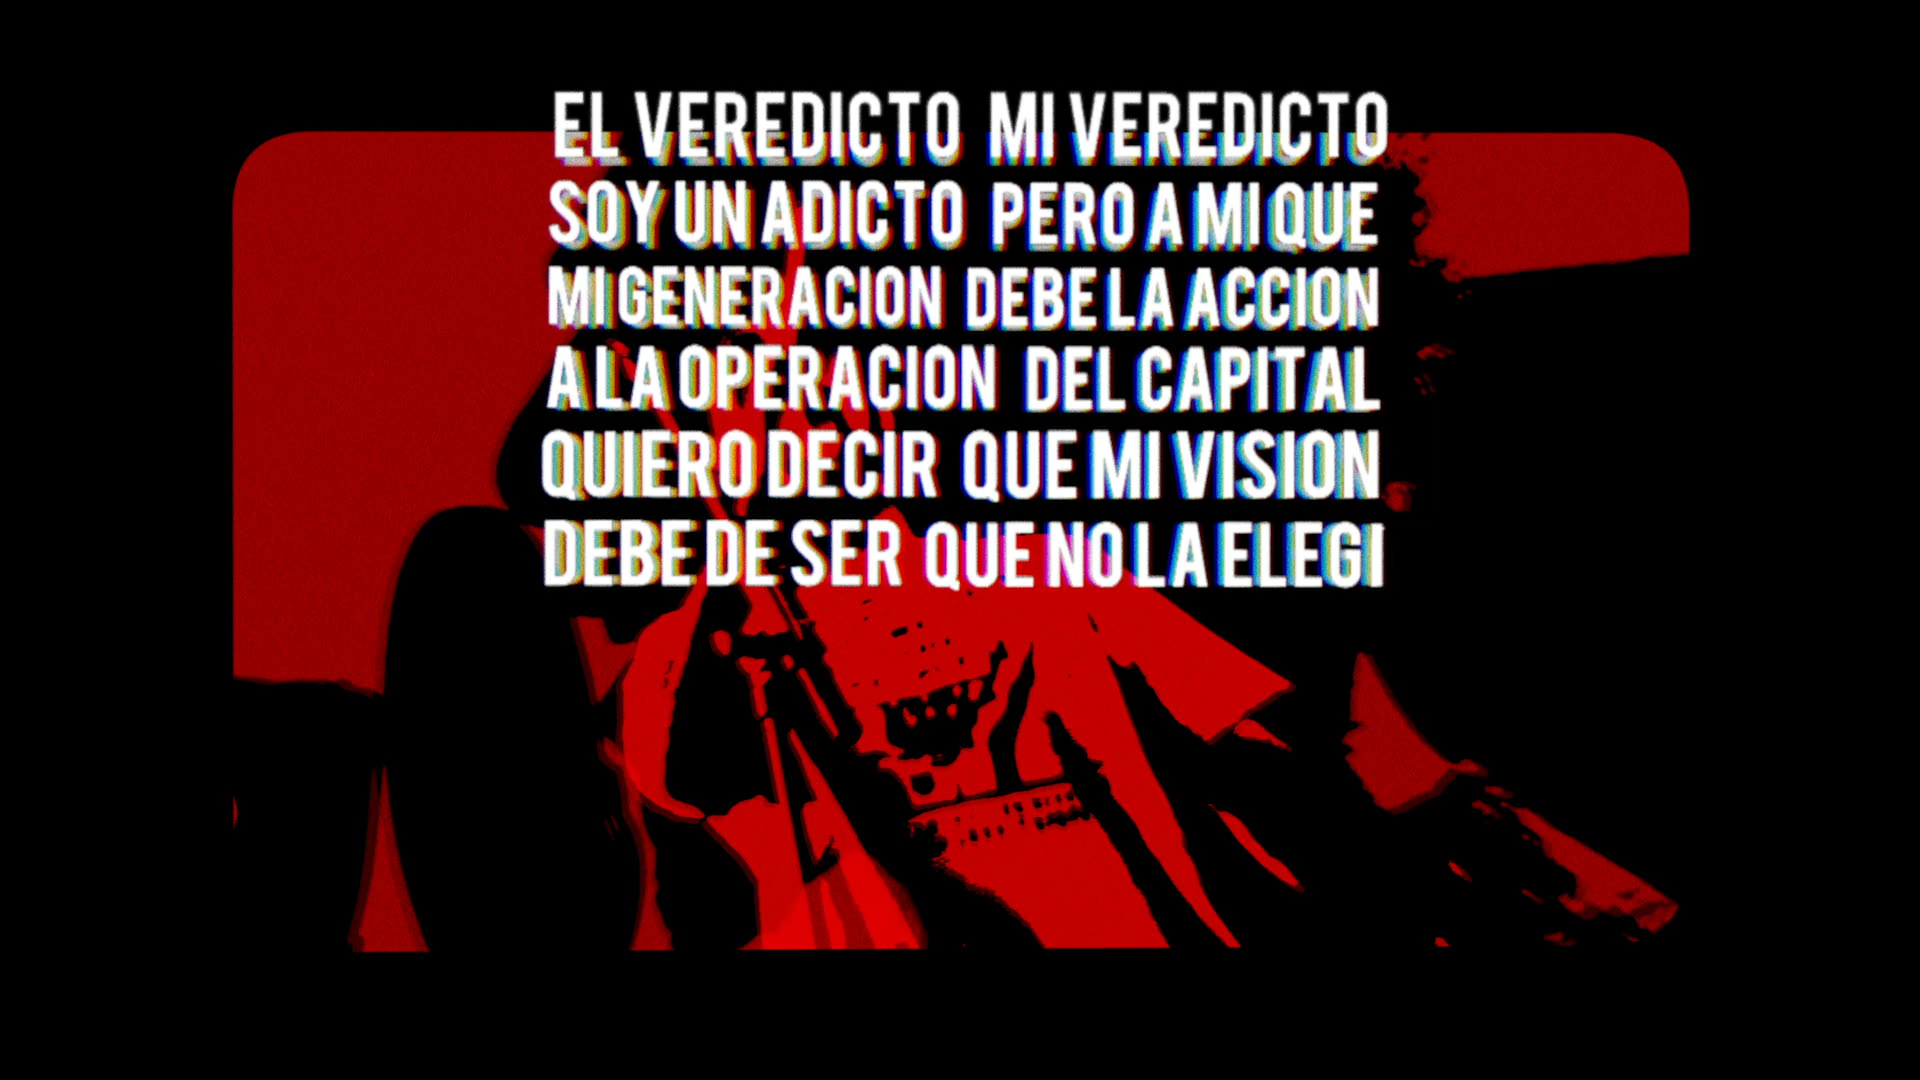 EL VEREDICTO MI VEREDICTO
SOY UN ADICTO PERO A MI QUE
MI GENERACION DEBE LA ACCION
A LA OPERACION DEL CAPITAL
QUIERO DECIR QUE MI VISION
DEBE DE SER QUE NO LA ELEGI